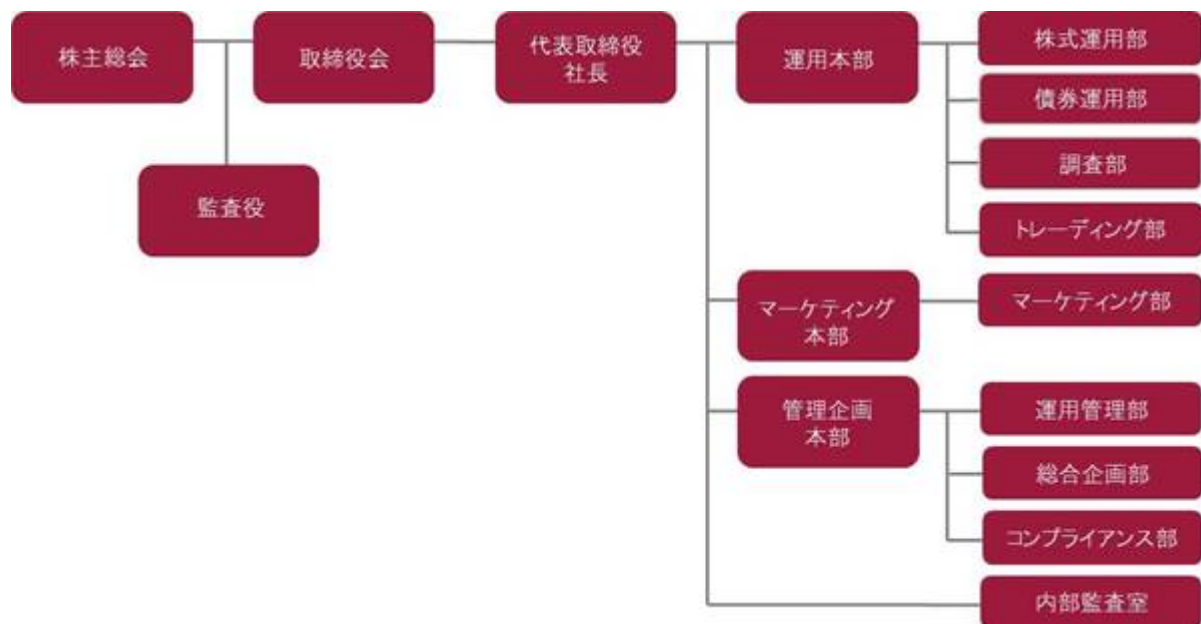 株主総会
取締役会
代表取締役
社長
監査役
運用本部
株式運用部
債券運用部
調査部
トレーディング部
マーケティング
本部
マーケティング部
管理企画
本部
運用管理部
総合企画部
コンプライアンス部
内部監査室